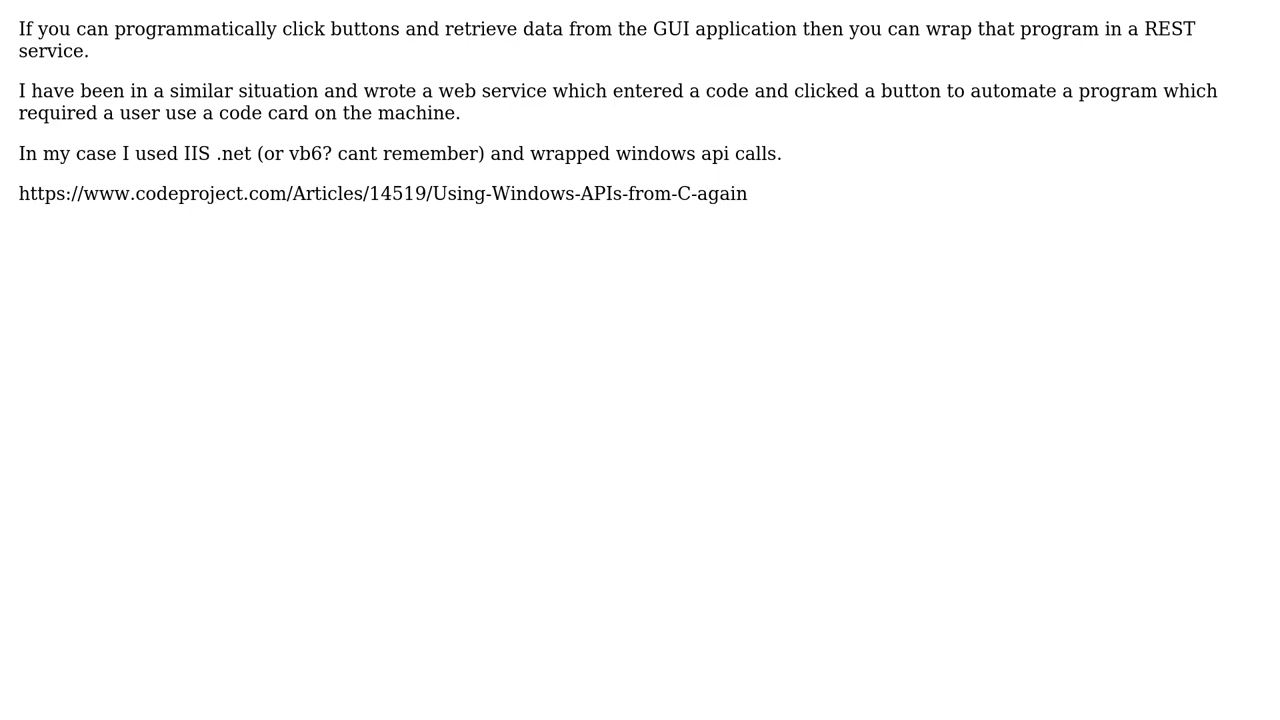 If you can programmatically click buttons and retrieve data from the GUI application then you can wrap that program in a REST
service.
I have been in a similar situation and wrote a web service which entered a code and clicked a button to automate a program which
required a user use a code card on the machine.
In my case I used IIS .net (or vb6? cant remember) and wrapped windows api calls.
https://www.codeproject.com/Articles/14519/Using-Windows-APIs-from-C-again